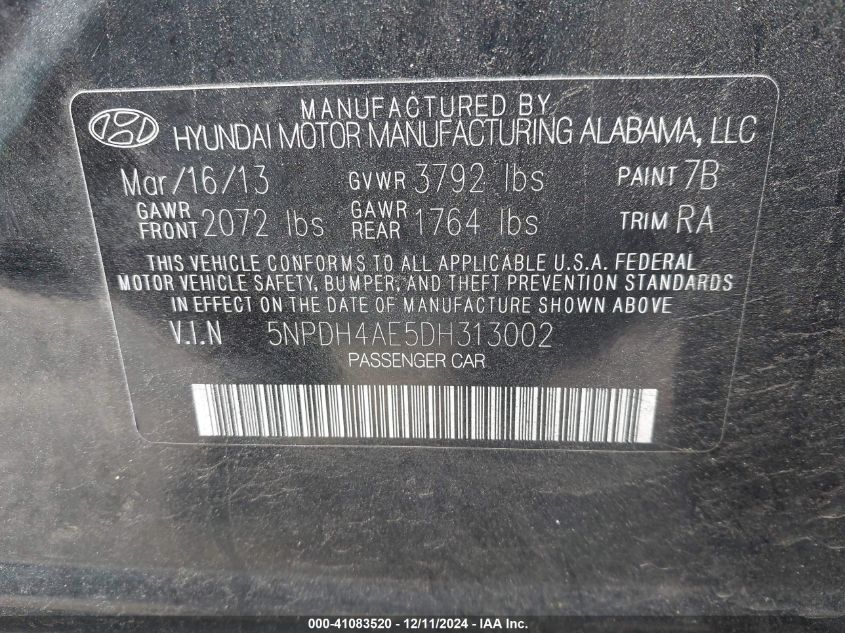 MANUFACTURED BY
HYUNDAI MOTOR MANUFACTURING ALABAMA, LLC
Mar/16/13 GVWR 3792 lbs PAINT 7B
GAWR FRONT 2072 lbs GAWR REAR 1764 lbs TRIM RA
THIS VEHICLE CONFORMS TO ALL APPLICABLE U.S.A. FEDERAL
MOTOR VEHICLE SAFETY, BUMPER, AND THEFT PREVENTION STANDARDS
IN EFFECT ON THE DATE OF MANUFACTURE SHOWN ABOVE
V.I.N 5NPDH4AE5DH313002
PASSENGER CAR
000-41083520 - 12/11/2024 - IAA Inc.